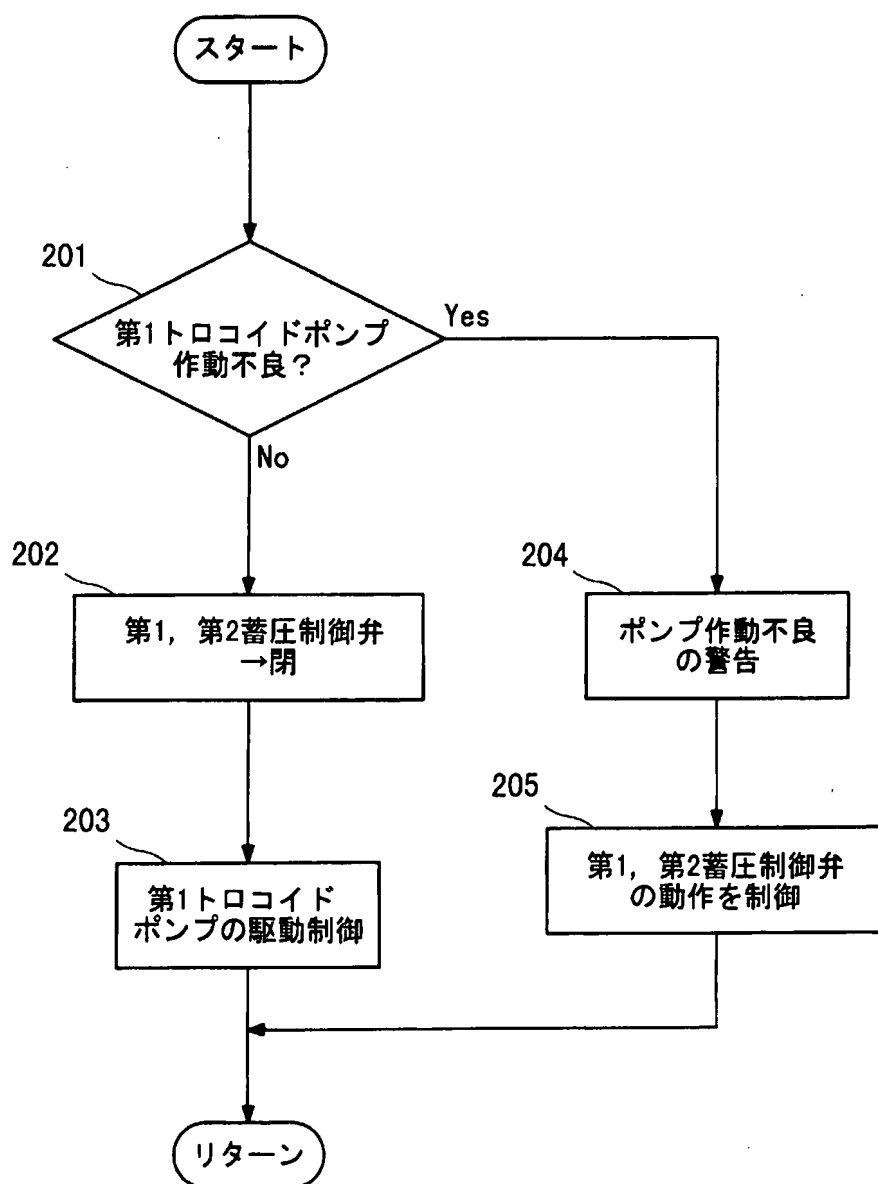 スタート
201
第1トロコイドポンプ
作動不良?
Yes
No
202
第1,第2蓄圧制御弁
→閉
203
第1トロコイド
ポンプの駆動制御
204
ポンプ作動不良
の警告
205
第1,第2蓄圧制御弁
の動作を制御
リターン